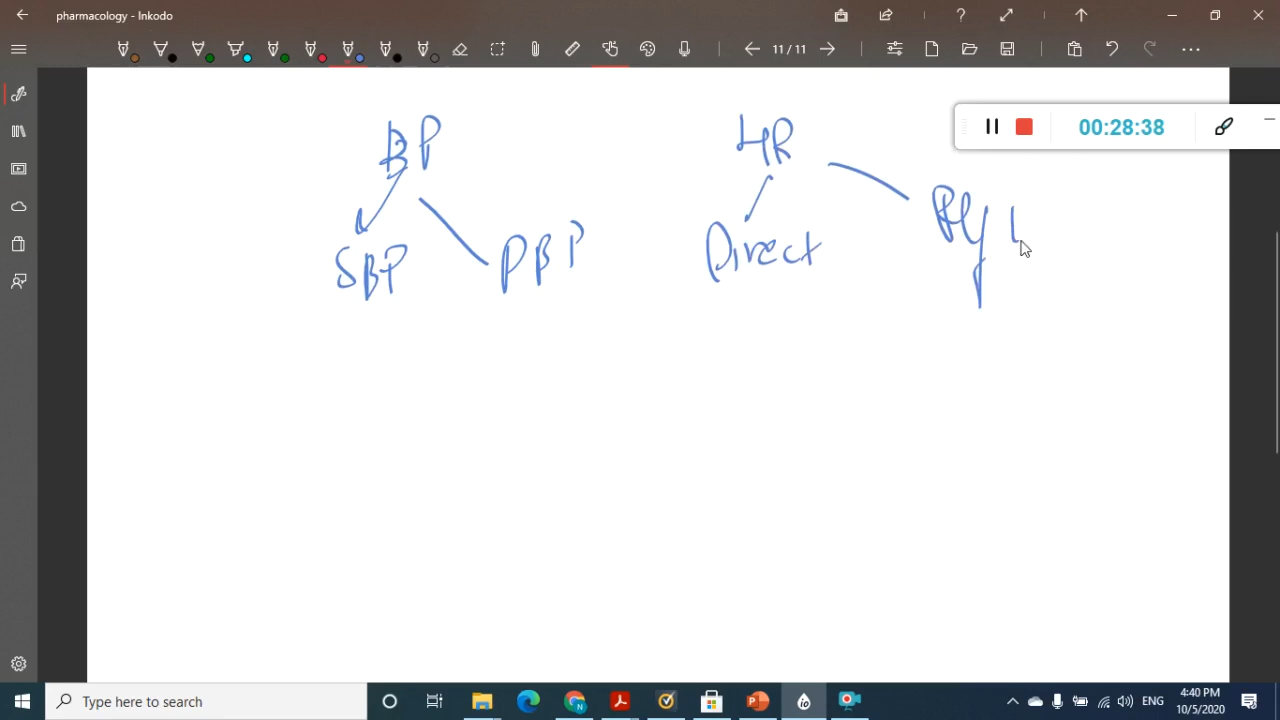 pharmacology - Inkodo
11 / 11
00:28:38
BP
HR
SBP
PBP
Direct
Type here to search
ENG
4:40 PM
10/5/2020